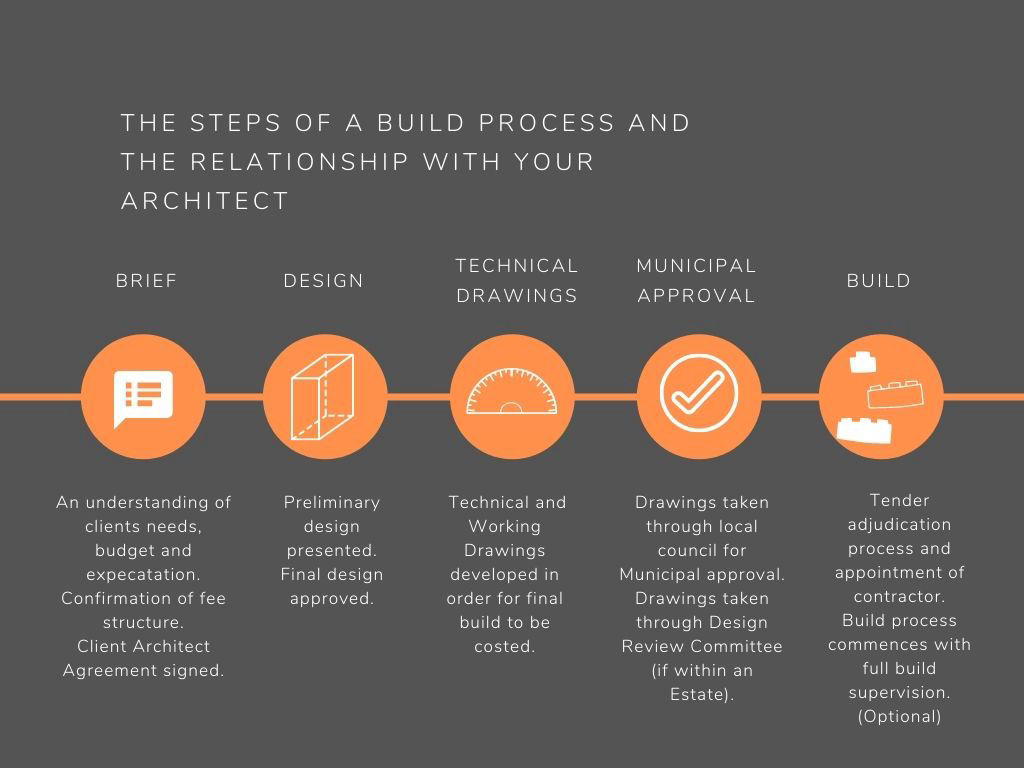 THE STEPS OF A BUILD PROCESS AND
THE RELATIONSHIP WITH YOUR
ARCHITECT
BRIEF
DESIGN
TECHNICAL
DRAWINGS
MUNICIPAL
APPROVAL
BUILD
An understanding of
clients needs,
budget and
expecatation.
Confirmation of fee
structure.
Client Architect
Agreement signed.
Preliminary
design
presented.
Final design
approved.
Technical and
Working
Drawings
developed in
order for final
build to be
costed.
Drawings taken
through local
council for
Municipal approval.
Drawings taken
through Design
Review Committee
(if within an
Estate).
Tender
adjudication
process and
appointment of
contractor.
Build process
commences with
full build
supervision.
(Optional)